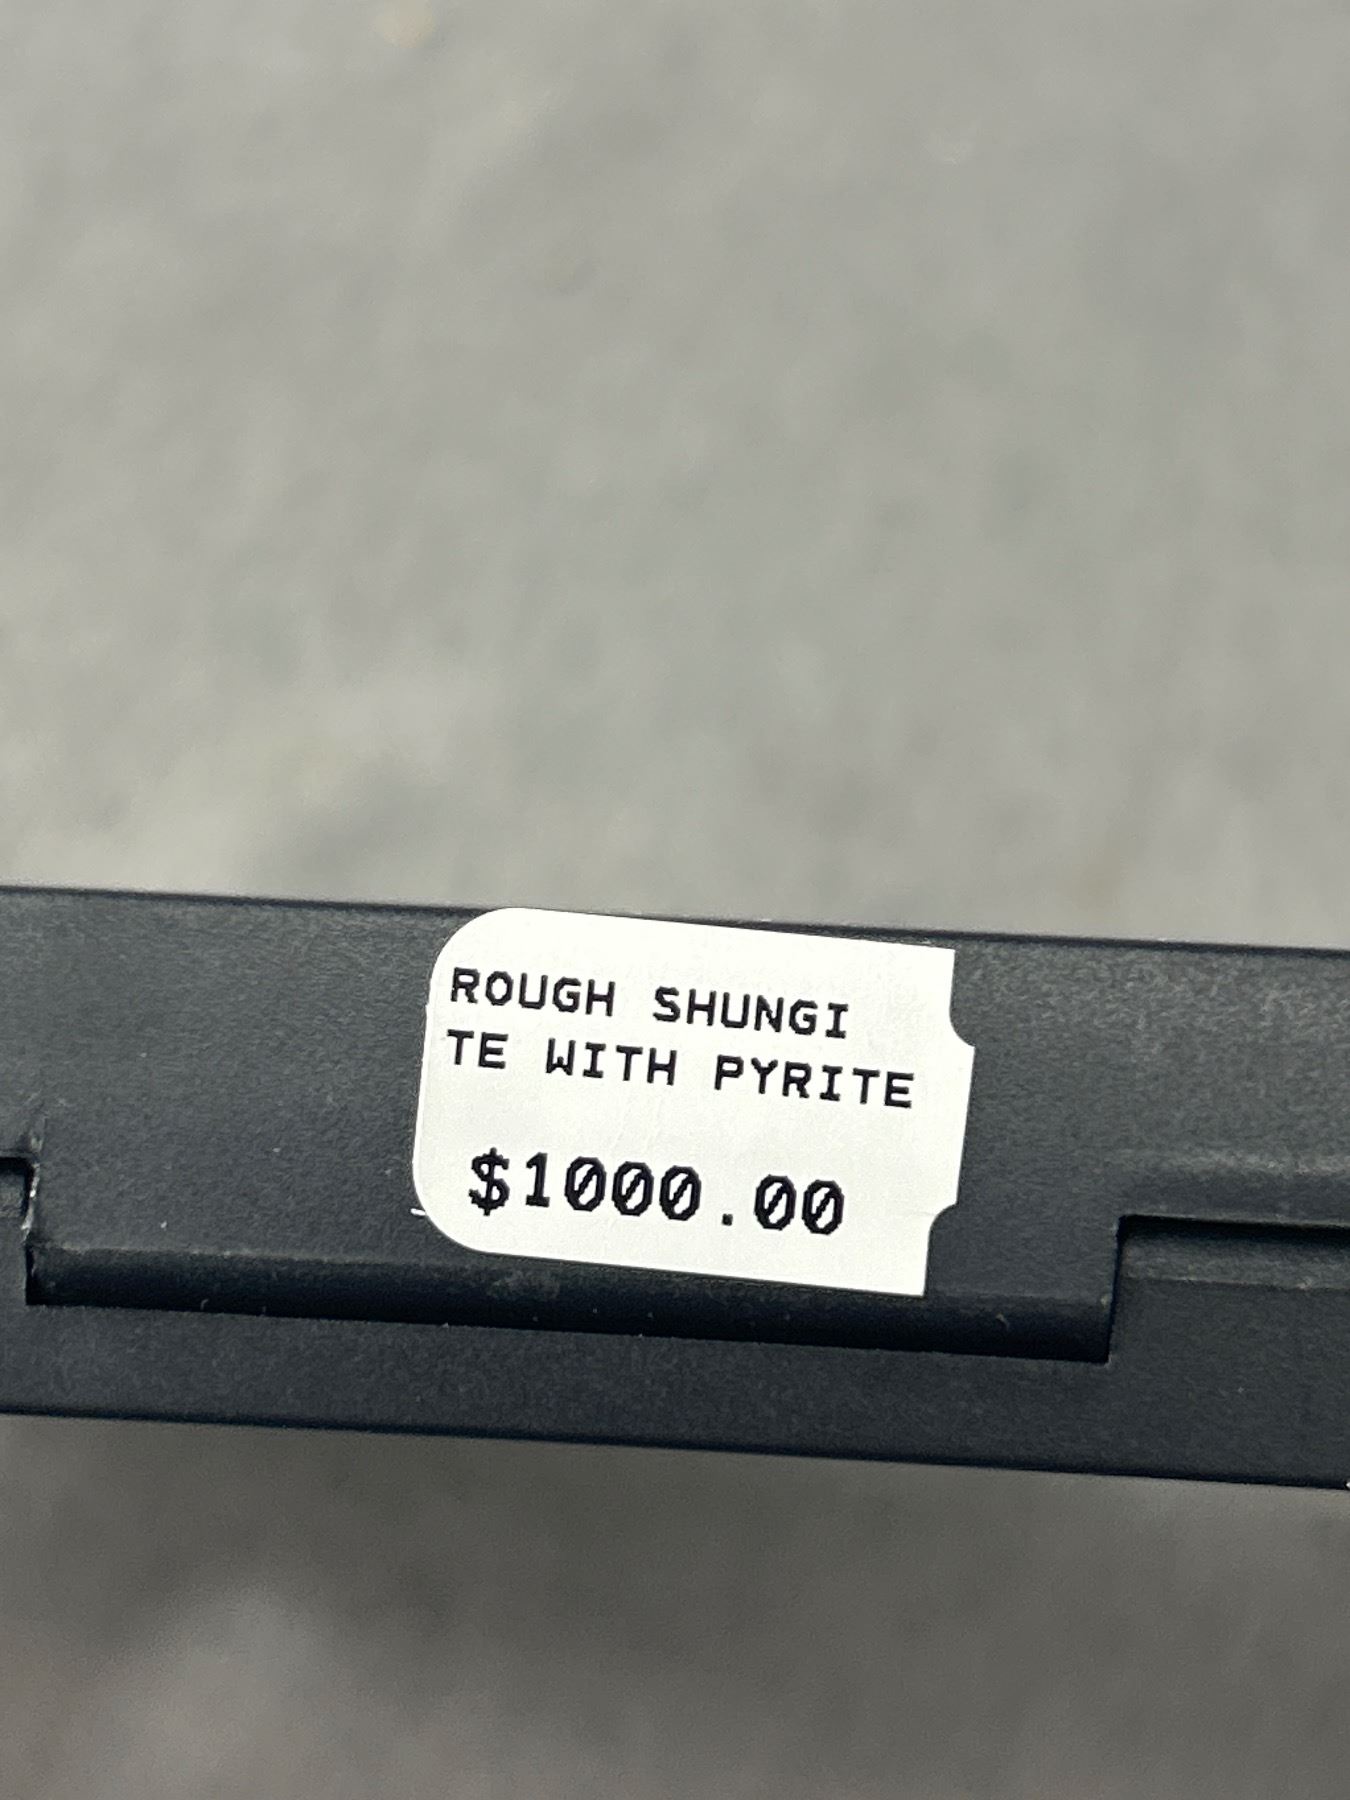 ROUGH SHUNGI
TE WITH PYRITE
$1000.00